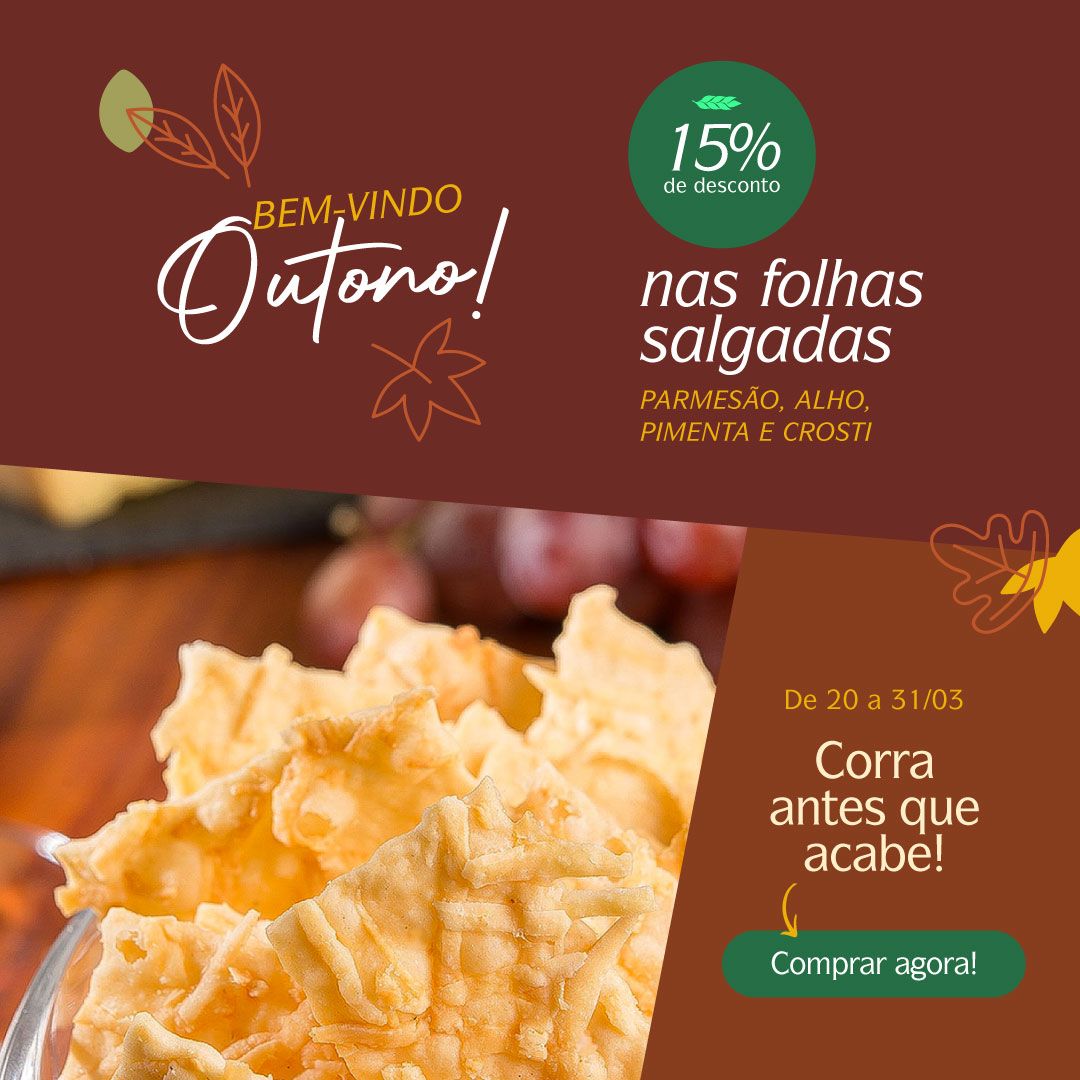 BEM-VINDO
Outono!
15%
de desconto
nas folhas
salgadas
PARMESÃO, ALHO,
PIMENTA E CROSTI
De 20 a 31/03
Corra
antes que
acabe!
Comprar agora!